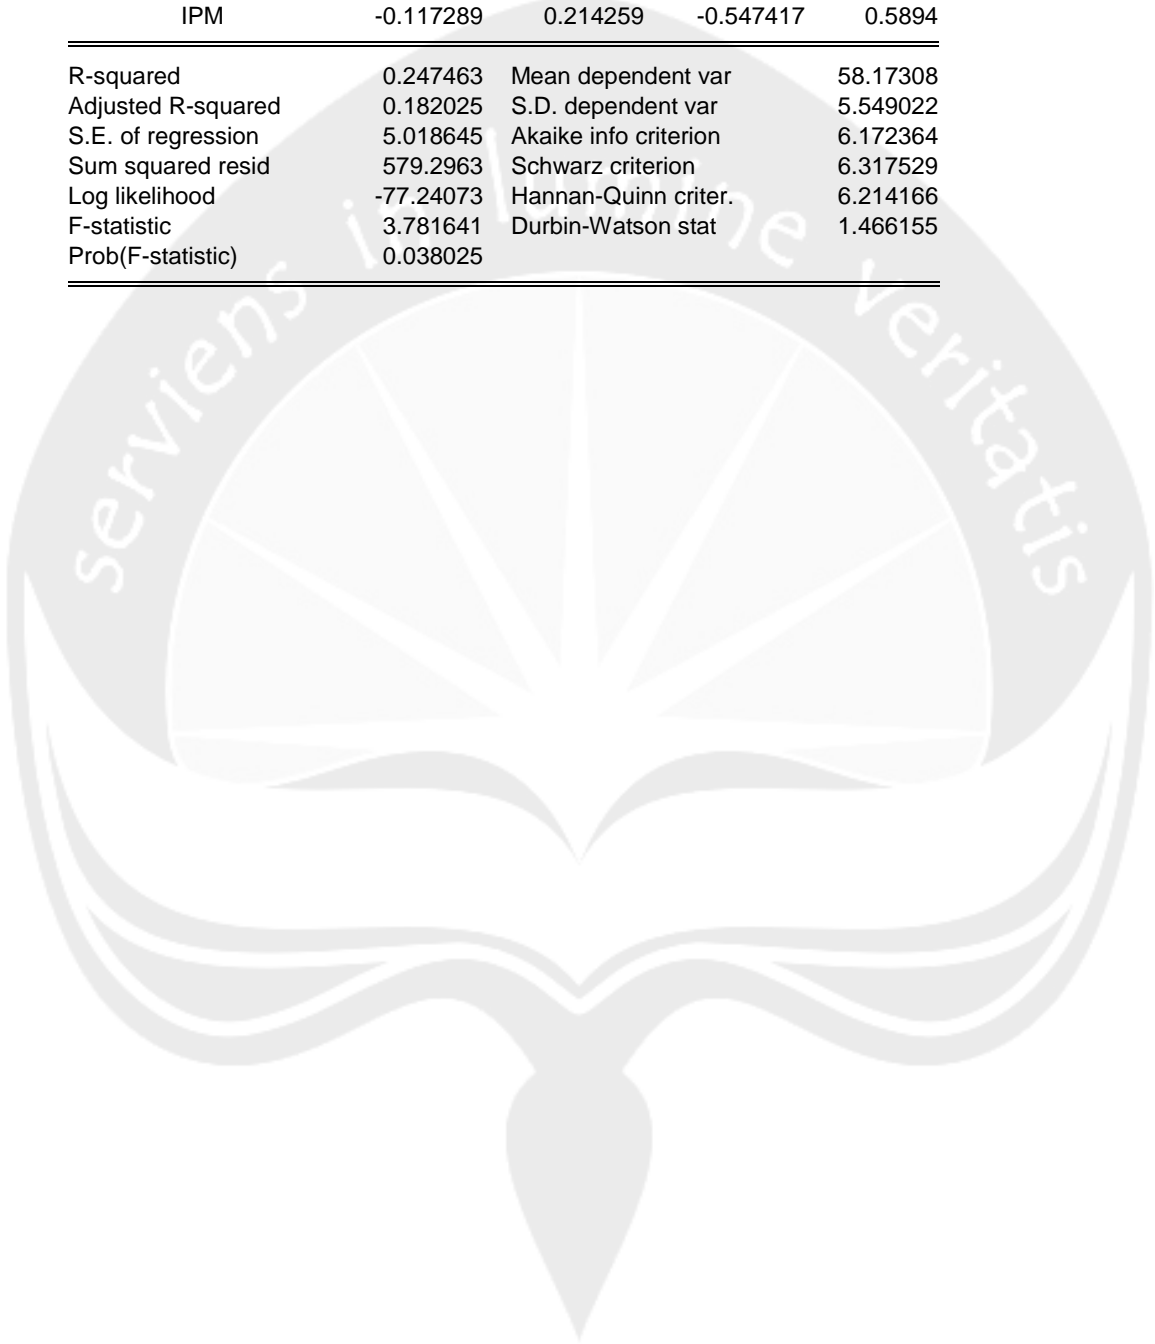 IPM -0.117289 0.214259 -0.547417 0.5894
R-squared 0.247463 Mean dependent var 58.17308
Adjusted R-squared 0.182025 S.D. dependent var 5.549022
S.E. of regression 5.018645 Akaike info criterion 6.172364
Sum squared resid 579.2963 Schwarz criterion 6.317529
Log likelihood -77.24073 Hannan-Quinn criter. 6.214166
F-statistic 3.781641 Durbin-Watson stat 1.466155
Prob(F-statistic) 0.038025
serviens in lumine veritatis